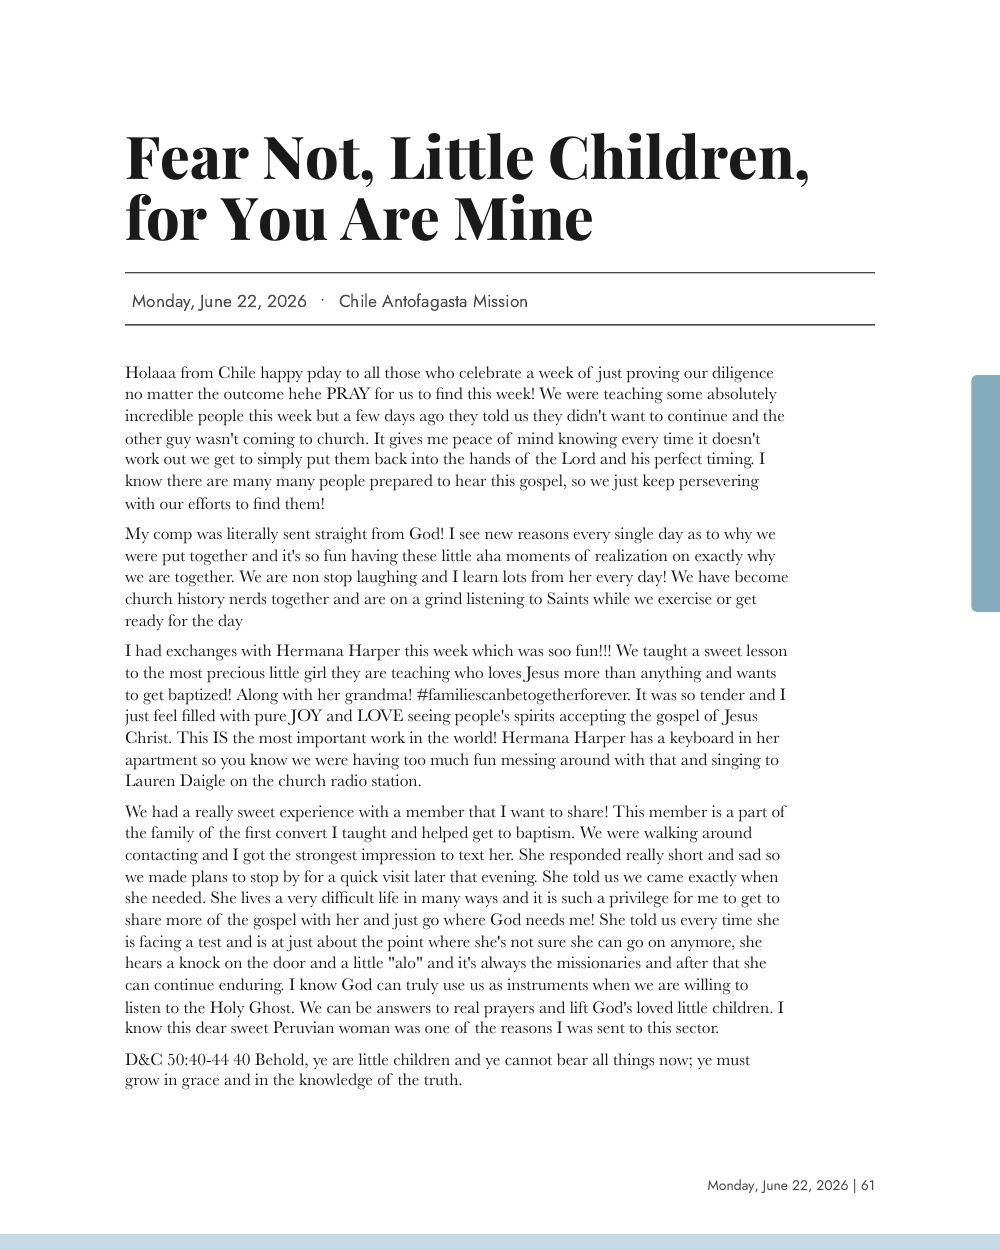 Fear Not, Little Children,
for You Are Mine
Monday, June 22, 2026 · Chile Antofagasta Mission
Holaaa from Chile happy pday to all those who celebrate a week of just proving our diligence
no matter the outcome hehe PRAY for us to find this week! We were teaching some absolutely
incredible people this week but a few days ago they told us they didn't want to continue and the
other guy wasn't coming to church. It gives me peace of mind knowing every time it doesn't
work out we get to simply put them back into the hands of the Lord and his perfect timing. I
know there are many many people prepared to hear this gospel, so we just keep persevering
with our efforts to find them!
My comp was literally sent straight from God! I see new reasons every single day as to why we
were put together and it's so fun having these little aha moments of realization on exactly why
we are together. We are non stop laughing and I learn lots from her every day! We have become
church history nerds together and are on a grind listening to Saints while we exercise or get
ready for the day
I had exchanges with Hermana Harper this week which was soo fun!!! We taught a sweet lesson
to the most precious little girl they are teaching who loves Jesus more than anything and wants
to get baptized! Along with her grandma! #familiescanbetogetherforever. It was so tender and I
just feel filled with pure JOY and LOVE seeing people's spirits accepting the gospel of Jesus
Christ. This IS the most important work in the world! Hermana Harper has a keyboard in her
apartment so you know we were having too much fun messing around with that and singing to
Lauren Daigle on the church radio station.
We had a really sweet experience with a member that I want to share! This member is a part of
the family of the first convert I taught and helped get to baptism. We were walking around
contacting and I got the strongest impression to text her. She responded really short and sad so
we made plans to stop by for a quick visit later that evening. She told us we came exactly when
she needed. She lives a very difficult life in many ways and it is such a privilege for me to get to
share more of the gospel with her and just go where God needs me! She told us every time she
is facing a test and is at just about the point where she's not sure she can go on anymore, she
hears a knock on the door and a little "alo" and it's always the missionaries and after that she
can continue enduring. I know God can truly use us as instruments when we are willing to
listen to the Holy Ghost. We can be answers to real prayers and lift God's loved little children. I
know this dear sweet Peruvian woman was one of the reasons I was sent to this sector.
D&C 50:40-44 40 Behold, ye are little children and ye cannot bear all things now; ye must
grow in grace and in the knowledge of the truth.
Monday, June 22, 2026 | 61